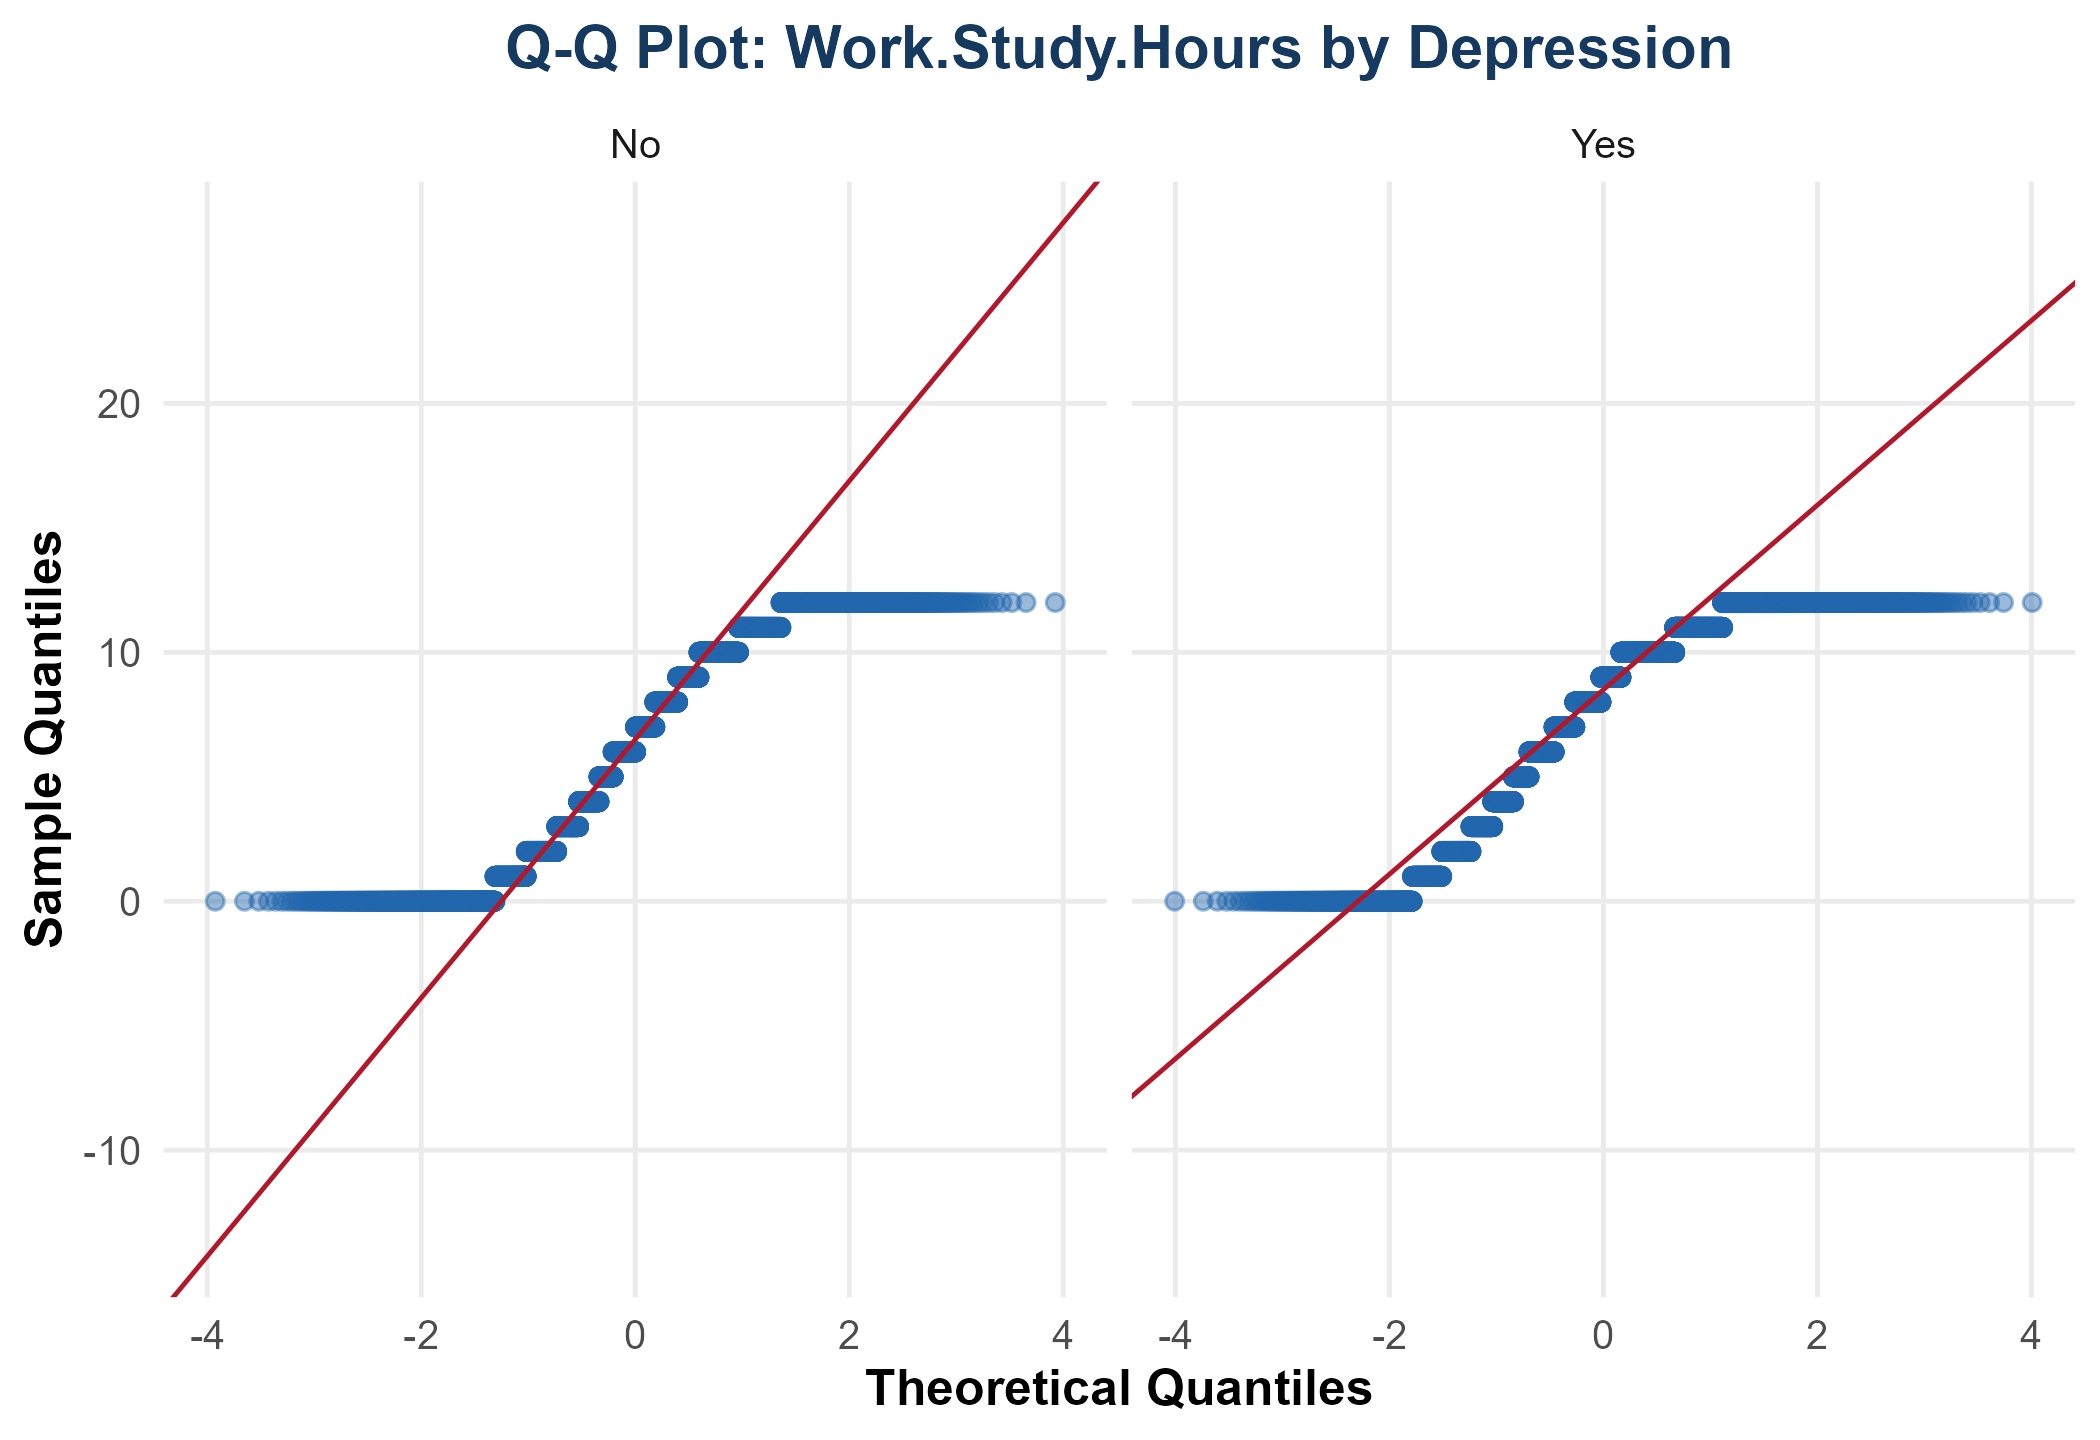 Q-Q Plot: Work.Study.Hours by Depression
No
Yes
Sample Quantiles
20
10
0
-10
-4 -2 0 2 4
-4 -2 0 2 4
Theoretical Quantiles